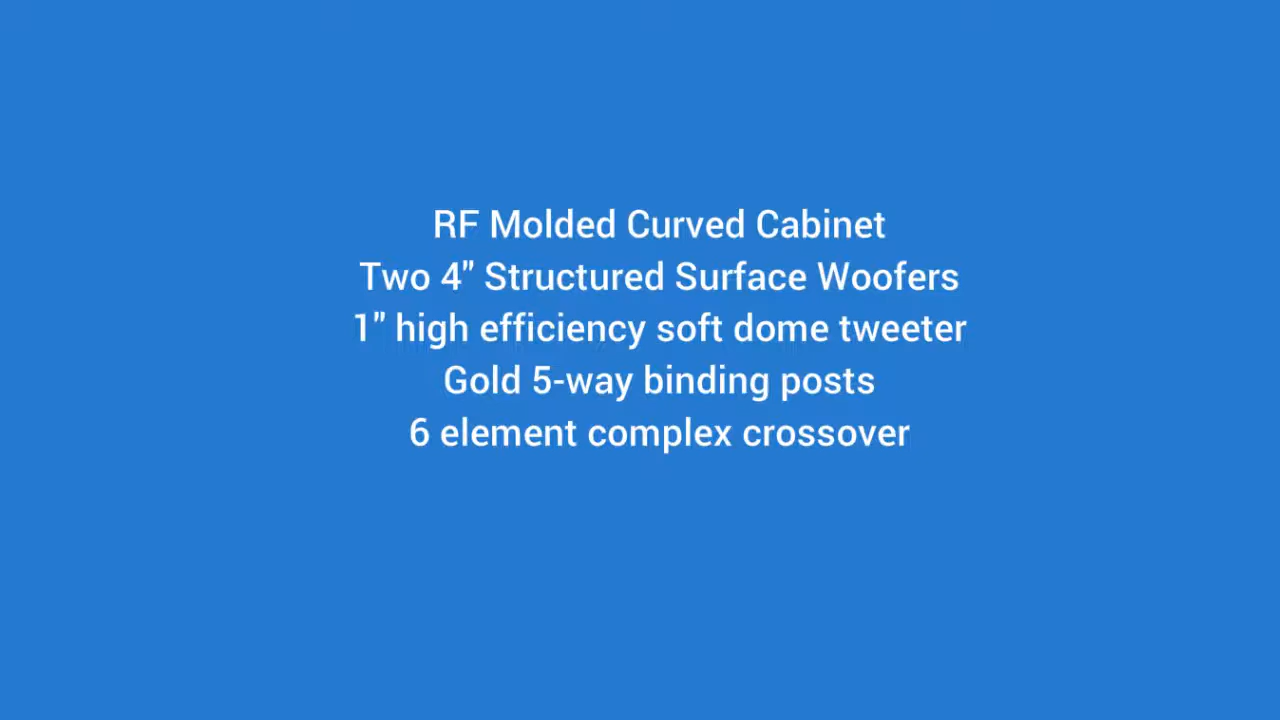 RF Molded Curved Cabinet
Two 4" Structured Surface Woofers
1" high efficiency soft dome tweeter
Gold 5-way binding posts
6 element complex crossover